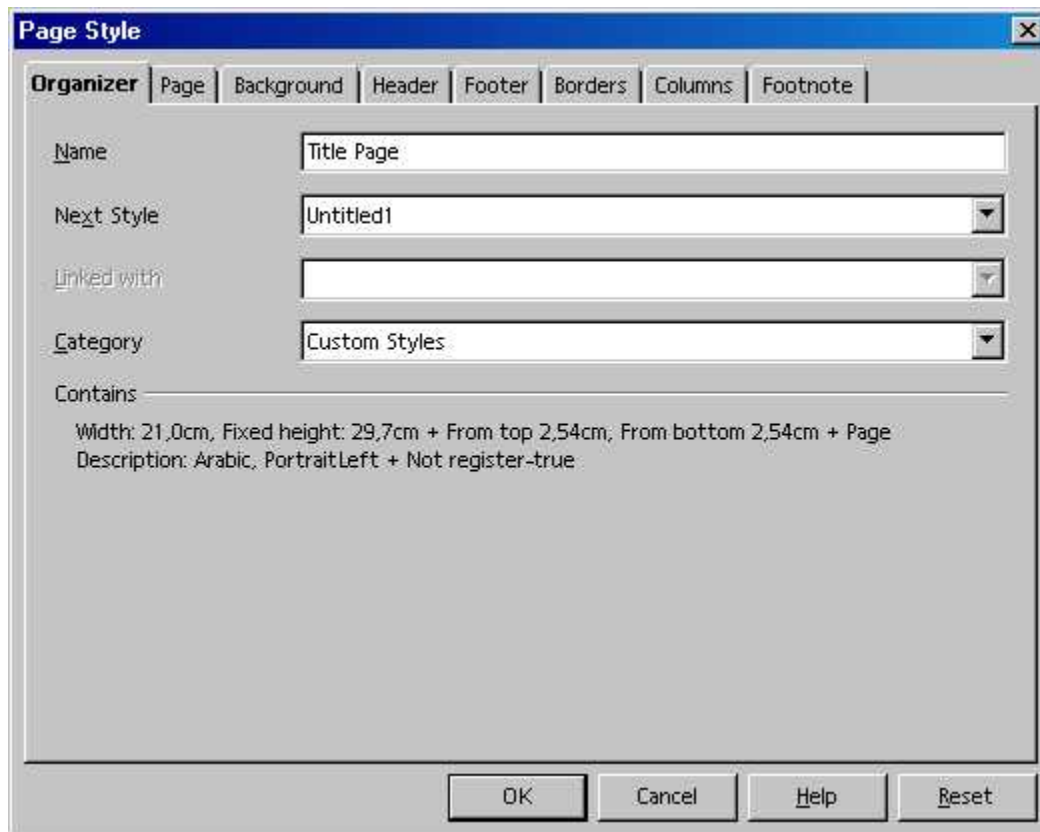 Page Style
Organizer Page Background Header Footer Borders Columns Footnote
Name Title Page
Next Style Untitled1
Linked with
Category Custom Styles
Contains
Width: 21,0cm, Fixed height: 29,7cm + From top 2,54cm, From bottom 2,54cm + Page
Description: Arabic, PortraitLeft + Not register-true
OK Cancel Help Reset